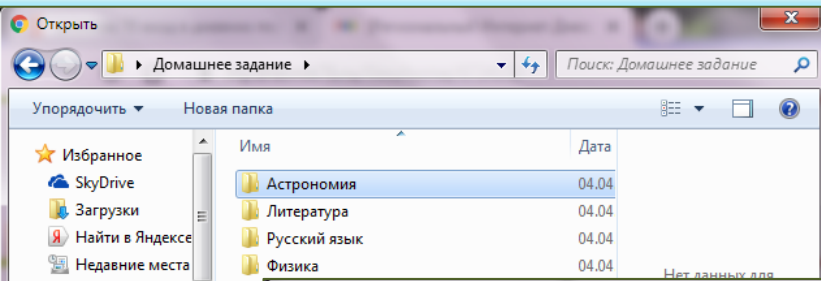 Открыть
Домашнее задание
Поиск: Домашнее задание
Упорядочить
Новая папка
Избранное
SkyDrive
Загрузки
Найти в Яндексе
Недавние места
Имя Дата
Астрономия 04.04
Литература 04.04
Русский язык 04.04
Физика 04.04
Нет данных для